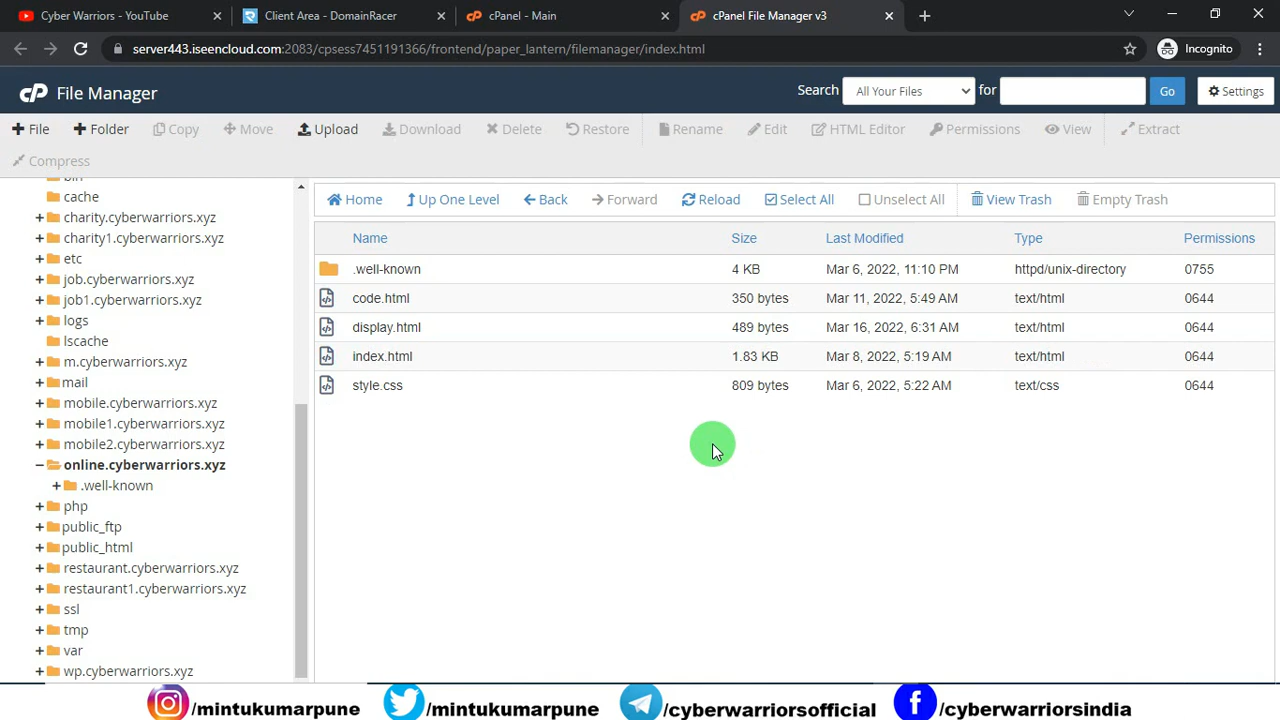 Cyber Warriors - YouTube
Client Area - DomainRacer
cPanel - Main
cPanel File Manager v3
server443.iseencloud.com:2083/cpsess7451191366/frontend/paper_lantern/filemanager/index.html
Incognito
cP File Manager
Search All Your Files for Go Settings
File Folder Copy Move Upload Download Delete Restore Rename Edit HTML Editor Permissions View Extract
Compress
bin
cache
charity.cyberwarriors.xyz
charity1.cyberwarriors.xyz
etc
job.cyberwarriors.xyz
job1.cyberwarriors.xyz
logs
lscache
m.cyberwarriors.xyz
mail
mobile.cyberwarriors.xyz
mobile1.cyberwarriors.xyz
mobile2.cyberwarriors.xyz
online.cyberwarriors.xyz
.well-known
php
public_ftp
public_html
restaurant.cyberwarriors.xyz
restaurant1.cyberwarriors.xyz
ssl
tmp
var
wp.cyberwarriors.xyz
Home Up One Level Back Forward Reload Select All Unselect All View Trash Empty Trash
Name Size Last Modified Type Permissions
.well-known 4 KB Mar 6, 2022, 11:10 PM httpd/unix-directory 0755
code.html 350 bytes Mar 11, 2022, 5:49 AM text/html 0644
display.html 489 bytes Mar 16, 2022, 6:31 AM text/html 0644
index.html 1.83 KB Mar 8, 2022, 5:19 AM text/html 0644
style.css 809 bytes Mar 6, 2022, 5:22 AM text/css 0644
/mintukumarpune /mintukumarpune /cyberwarriorsofficial /cyberwarriorsindia